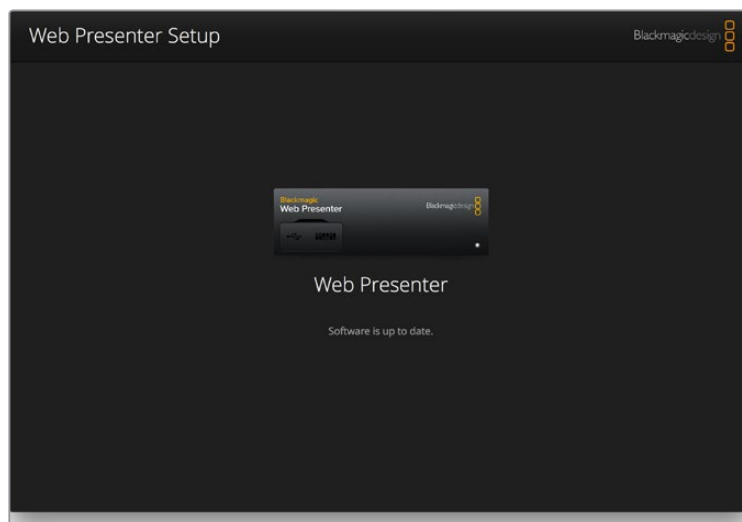 Web Presenter Setup
Blackmagicdesign
Blackmagic
Web Presenter
Blackmagicdesign
Web Presenter
Software is up to date.